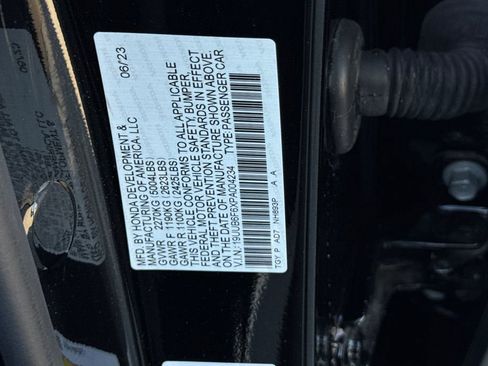 MFD. BY HONDA DEVELOPMENT & 06/23
MANUFACTURING OF AMERICA, LLC
GVWR 2270KG (5004LBS)
GAWR F 1190KG (2623LBS)
GAWR R 1100KG (2425LBS)
THIS VEHICLE CONFORMS TO ALL APPLICABLE
FEDERAL MOTOR VEHICLE SAFETY, BUMPER,
AND THEFT PREVENTION STANDARDS IN EFFECT
ON THE DATE OF MANUFACTURE SHOWN ABOVE.
V.I.N.: 19UUB6F6XPA004234 TYPE: PASSENGER CAR
TGY P AD7 NH893P A A